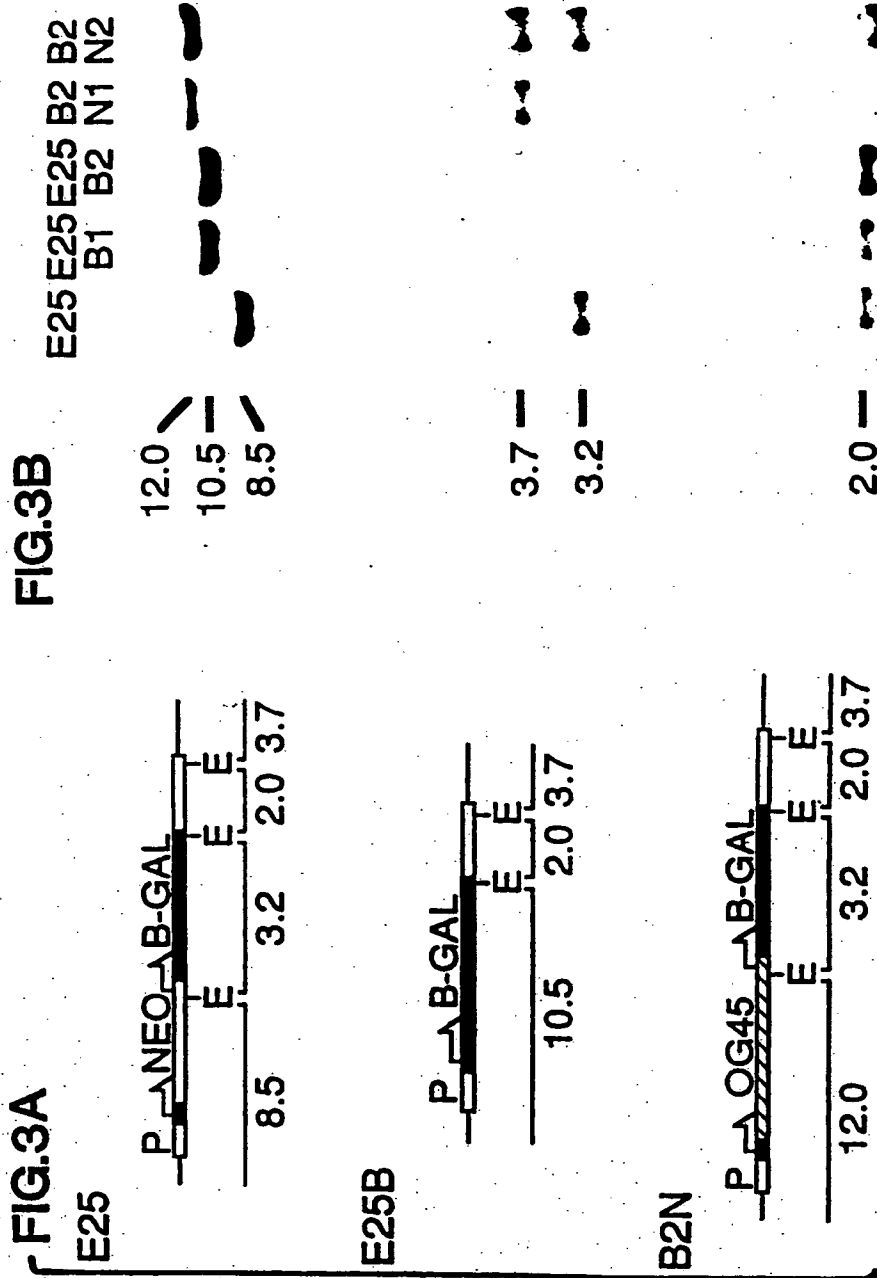 FIG.3A
E25
P NEO B-GAL
E E E
8.5 3.2 2.0 3.7
E25B
P B-GAL
E E
10.5 2.0 3.7
B2N
P OG45 B-GAL
E E E
12.0 3.2 2.0 3.7
FIG.3B
E25 E25 E25 B2 B2
B1 B2 N1 N2
12.0
10.5
8.5
3.7
3.2
2.0